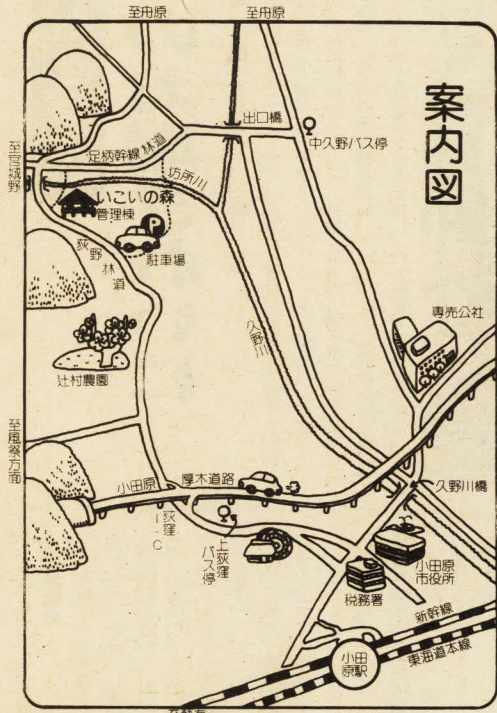 至舟原
至舟原
案内図
出口橋
中久野バス停
足柄幹線林道
坊所川
至宮城野
いこいの森
管理棟
P
駐車場
荻野林道
専売公社
久野川
辻村農園
至風祭方面
小田原
厚木道路
久野川橋
荻窪I・C
上荻窪バス停
小田原
市役所
税務署
新幹線
東海道本線
小田
原駅